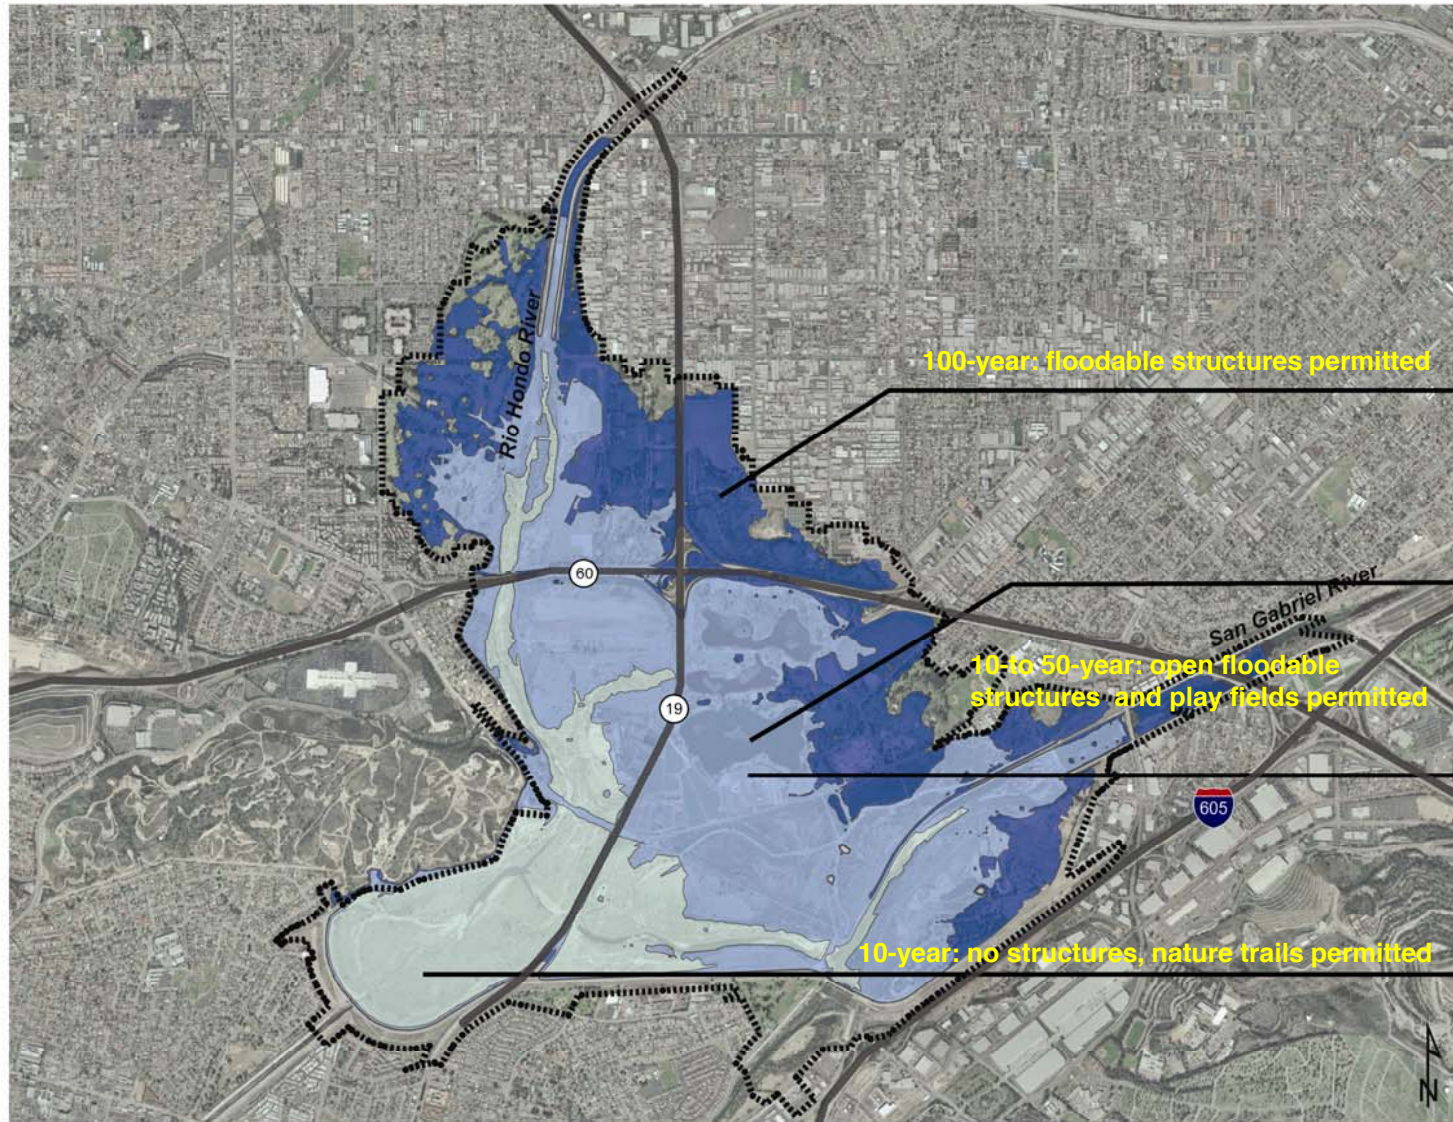 100-year: floodable structures permitted
Rio Hondo River
60
San Gabriel River
10-to 50-year: open floodable
structures and play fields permitted
19
605
10-year: no structures, nature trails permitted
N